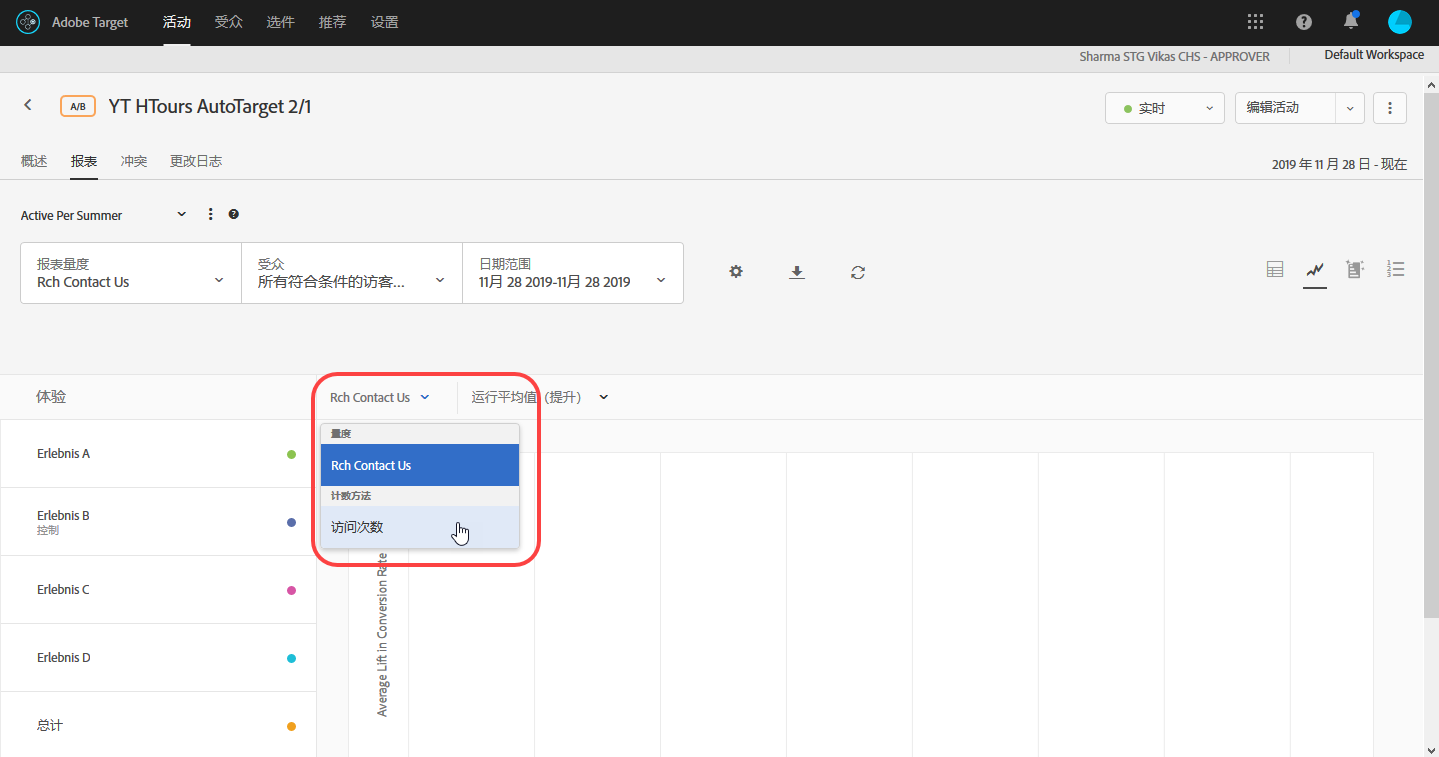 Adobe Target 活动 受众 选件 推荐 设置
Sharma STG Vikas CHS - APPROVER Default Workspace
A/B YT HTours AutoTarget 2/1 实时 编辑活动
概述 报表 冲突 更改日志 2019 年 11 月 28 日 - 现在
Active Per Summer
报表量度
Rch Contact Us
受众
所有符合条件的访客...
日期范围
11月 28 2019-11月 28 2019
体验 Rch Contact Us 运行平均值 (提升)
量度
Rch Contact Us
计数方法
访问次数
Erlebnis A
Erlebnis B
控制
Erlebnis C
Erlebnis D
总计
Average Lift in Conversion Rate